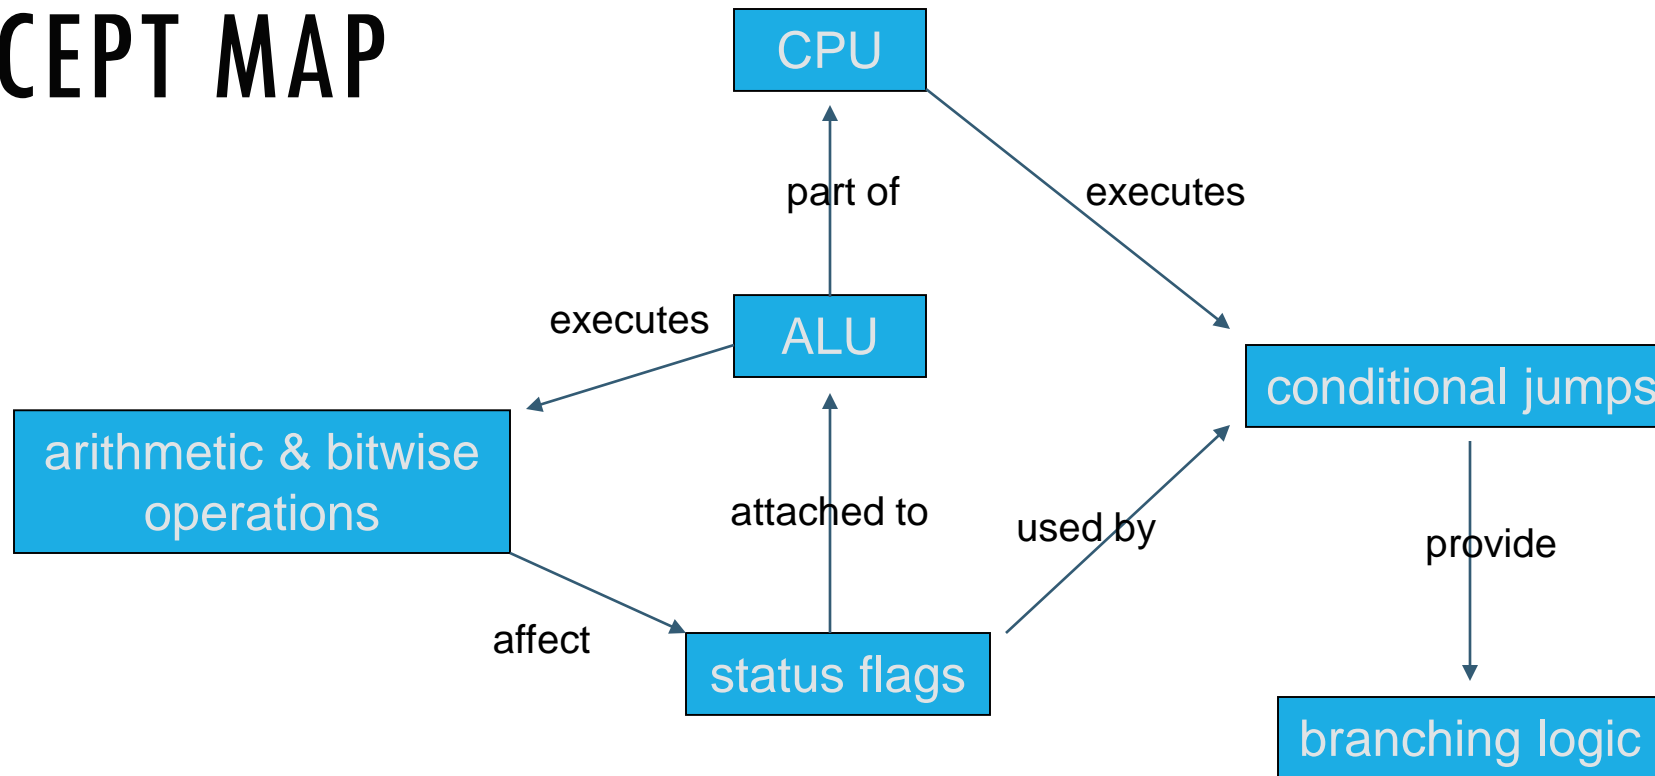 CEPT MAP
CPU
part of
executes
executes
ALU
conditional jumps
arithmetic & bitwise
operations
attached to
used by
provide
affect
status flags
branching logic